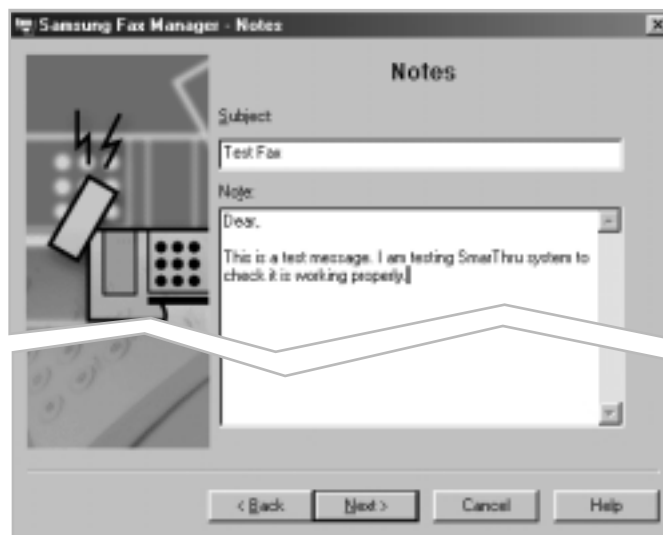 Samsung Fax Manager - Notes
Notes
Subject
Test Fax
Note:
Dear,
This is a test message. I am testing SmarThru system to
check it is working properly.
< Back
Next >
Cancel
Help